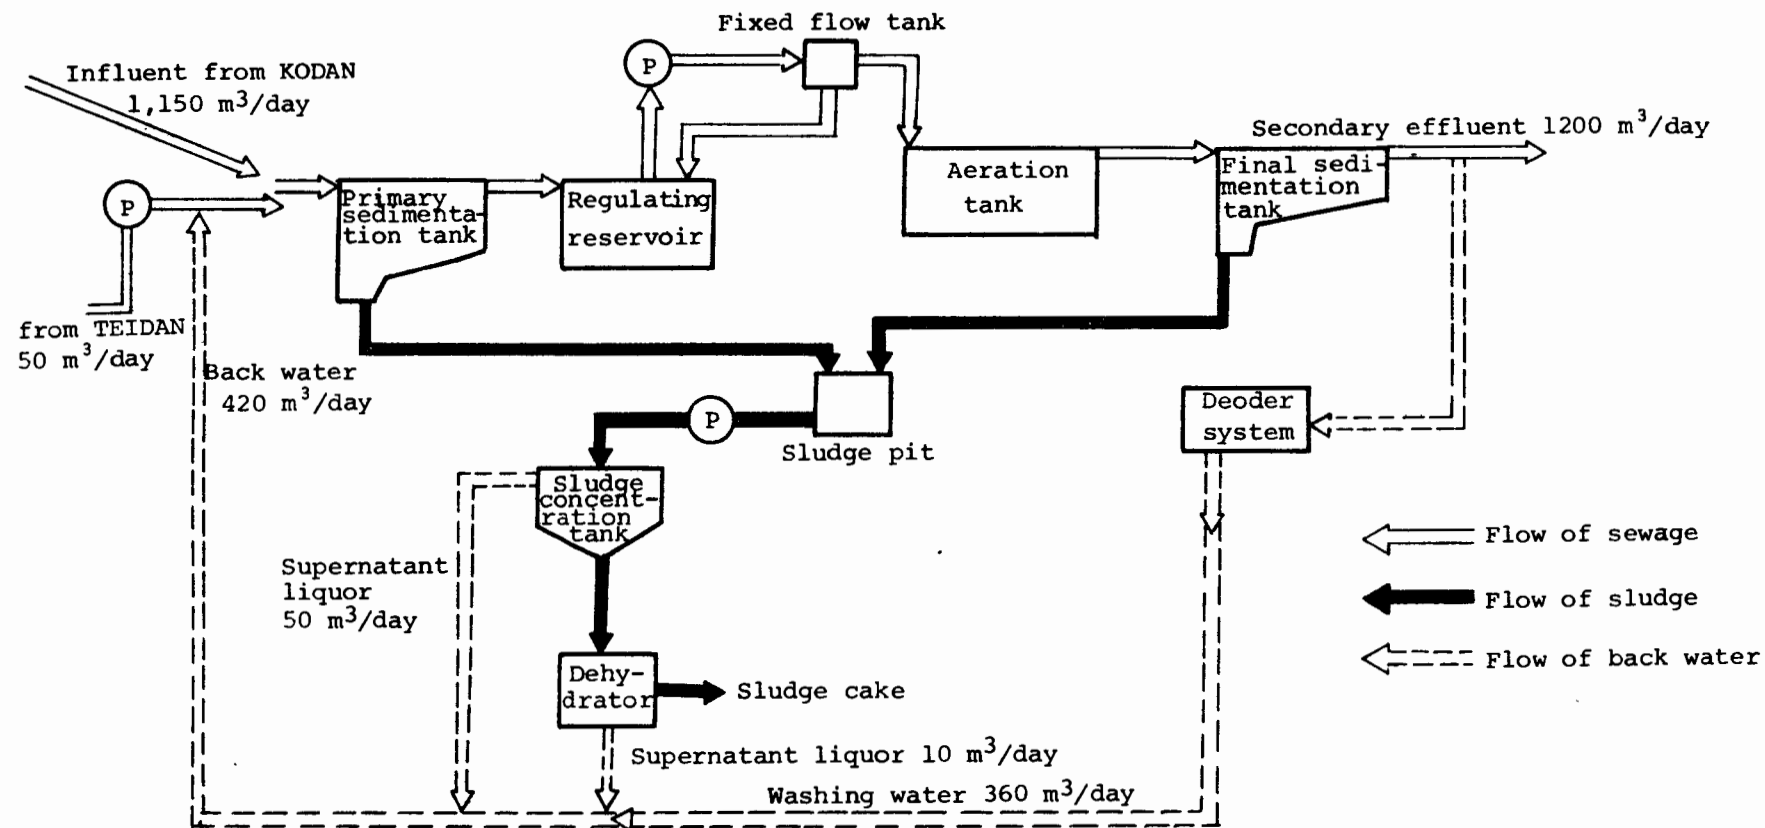 Fixed flow tank
P
Influent from KODAN
1,150 m³/day
Secondary effluent 1200 m³/day
P
Primary
sedimenta-
tion tank
Regulating
reservoir
Aeration
tank
Final sedi-
mentation
tank
from TEIDAN
50 m³/day
Back water
420 m³/day
P
Sludge pit
Deoder
system
Sludge
concent-
ration
tank
Supernatant
liquor
50 m³/day
Flow of sewage
Flow of sludge
Flow of back water
Dehy-
drator
Sludge cake
Supernatant liquor 10 m³/day
Washing water 360 m³/day